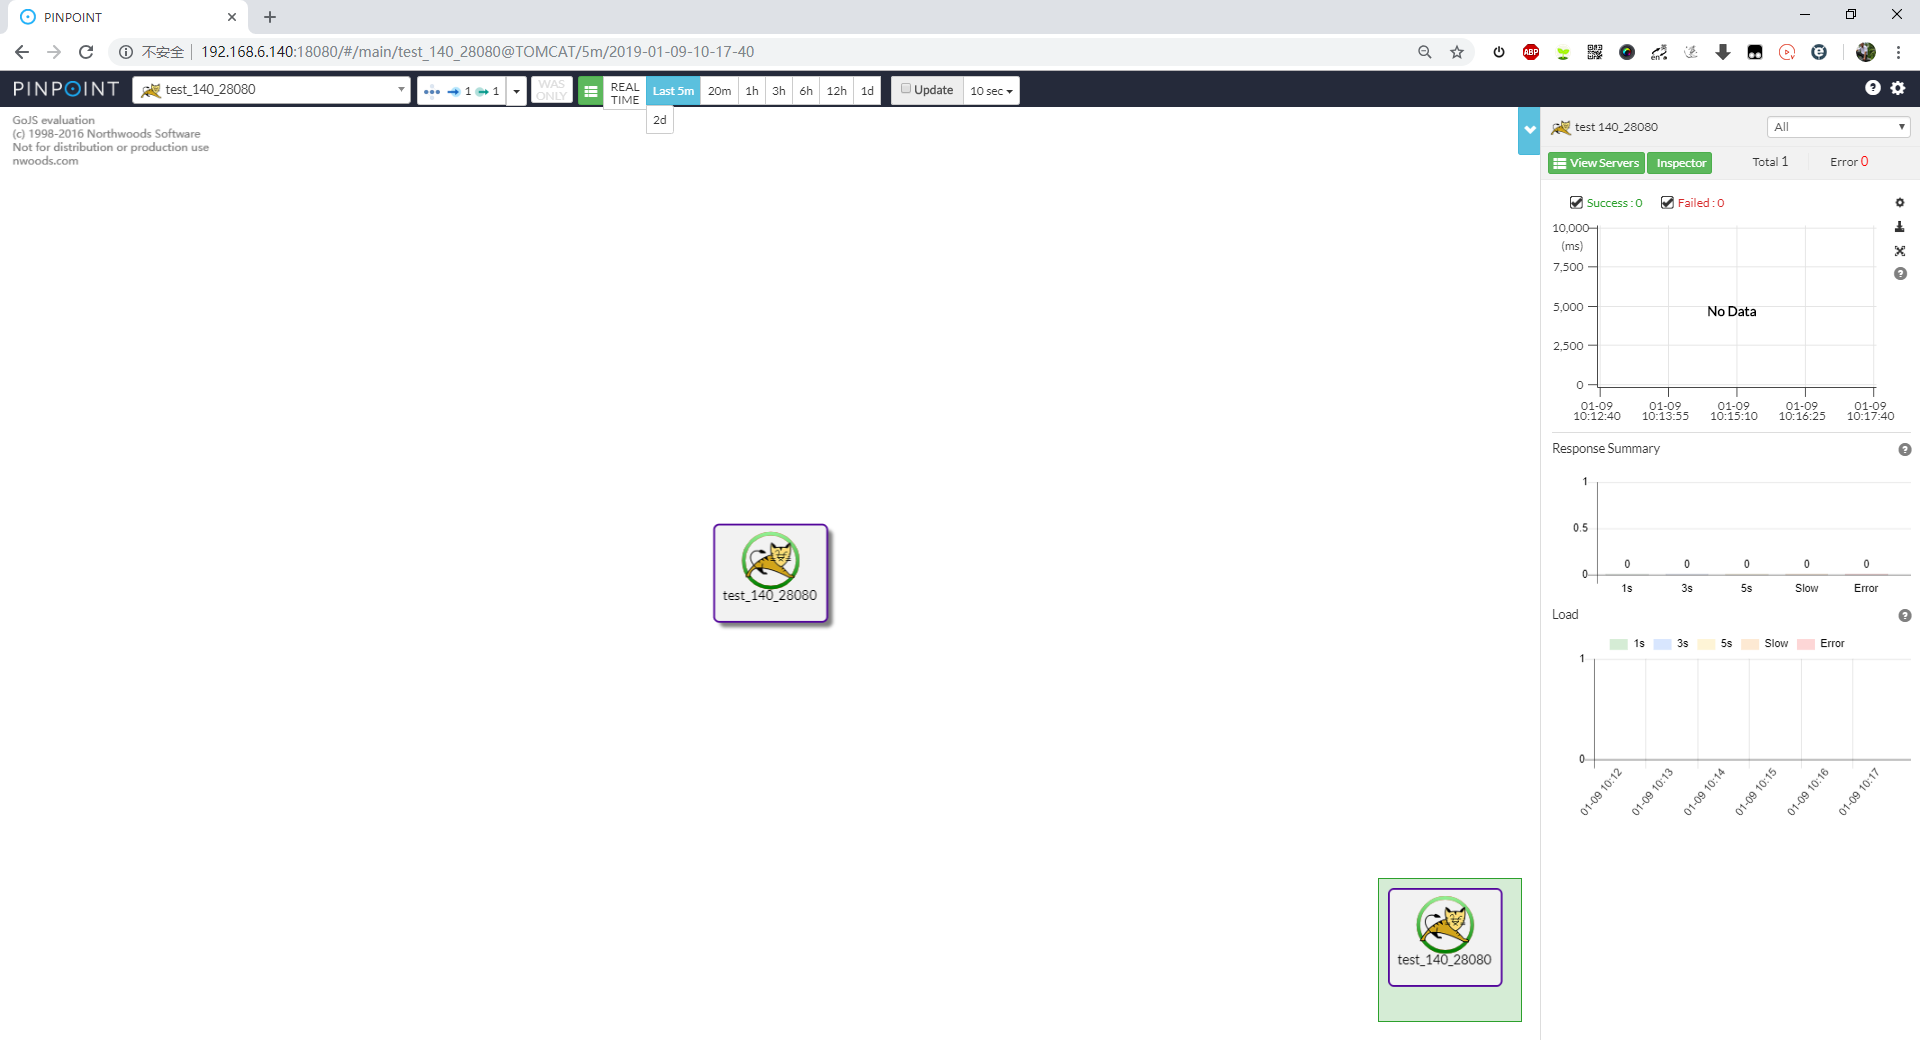 PINPOINT
不安全 192.168.6.140:18080/#/main/test_140_28080@TOMCAT/5m/2019-01-09-10-17-40
ABP
en
PINPOINT test_140_28080 1 1 WAS ONLY REAL TIME Last 5m 20m 1h 3h 6h 12h 1d Update 10 sec
2d
GoJS evaluation
(c) 1998-2016 Northwoods Software
Not for distribution or production use
nwoods.com
test_140_28080
test_140_28080
test 140_28080 All
View Servers Inspector Total 1 Error 0
Success : 0 Failed : 0
10,000
(ms)
7,500
5,000
No Data
2,500
0
01-09 01-09 01-09 01-09 01-09
10:12:40 10:13:55 10:15:10 10:16:25 10:17:40
Response Summary
1
0.5
0 0 0 0 0
0
1s 3s 5s Slow Error
Load
1s 3s 5s Slow Error
1
0
01-09 10:12 01-09 10:13 01-09 10:14 01-09 10:15 01-09 10:16 01-09 10:17